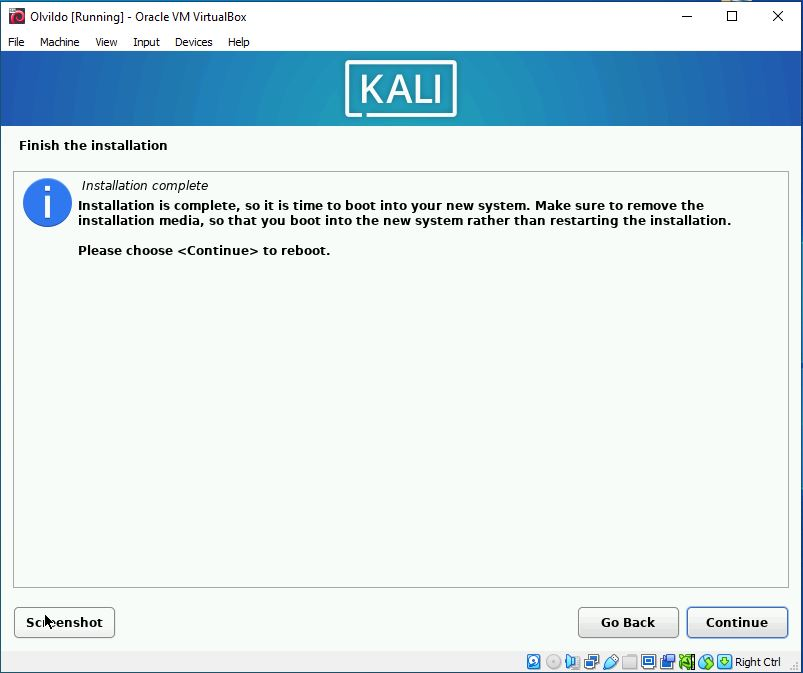 Olvildo [Running] - Oracle VM VirtualBox
File Machine View Input Devices Help
KALI
Finish the installation
Installation complete
Installation is complete, so it is time to boot into your new system. Make sure to remove the
installation media, so that you boot into the new system rather than restarting the installation.
Please choose <Continue> to reboot.
Screenshot Go Back Continue
Right Ctrl